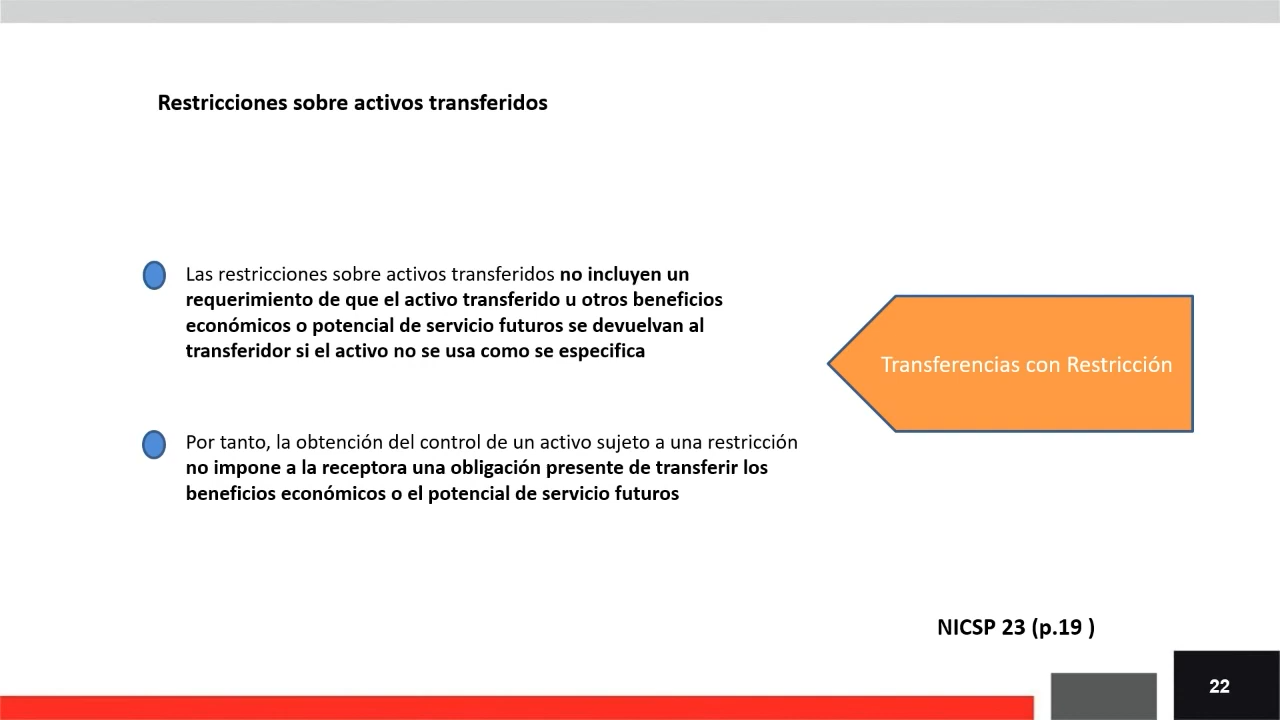 Restricciones sobre activos transferidos
Las restricciones sobre activos transferidos no incluyen un
requerimiento de que el activo transferido u otros beneficios
económicos o potencial de servicio futuros se devuelvan al
transferidor si el activo no se usa como se especifica
Transferencias con Restricción
Por tanto, la obtención del control de un activo sujeto a una restricción
no impone a la receptora una obligación presente de transferir los
beneficios económicos o el potencial de servicio futuros
NICSP 23 (p.19 )
22